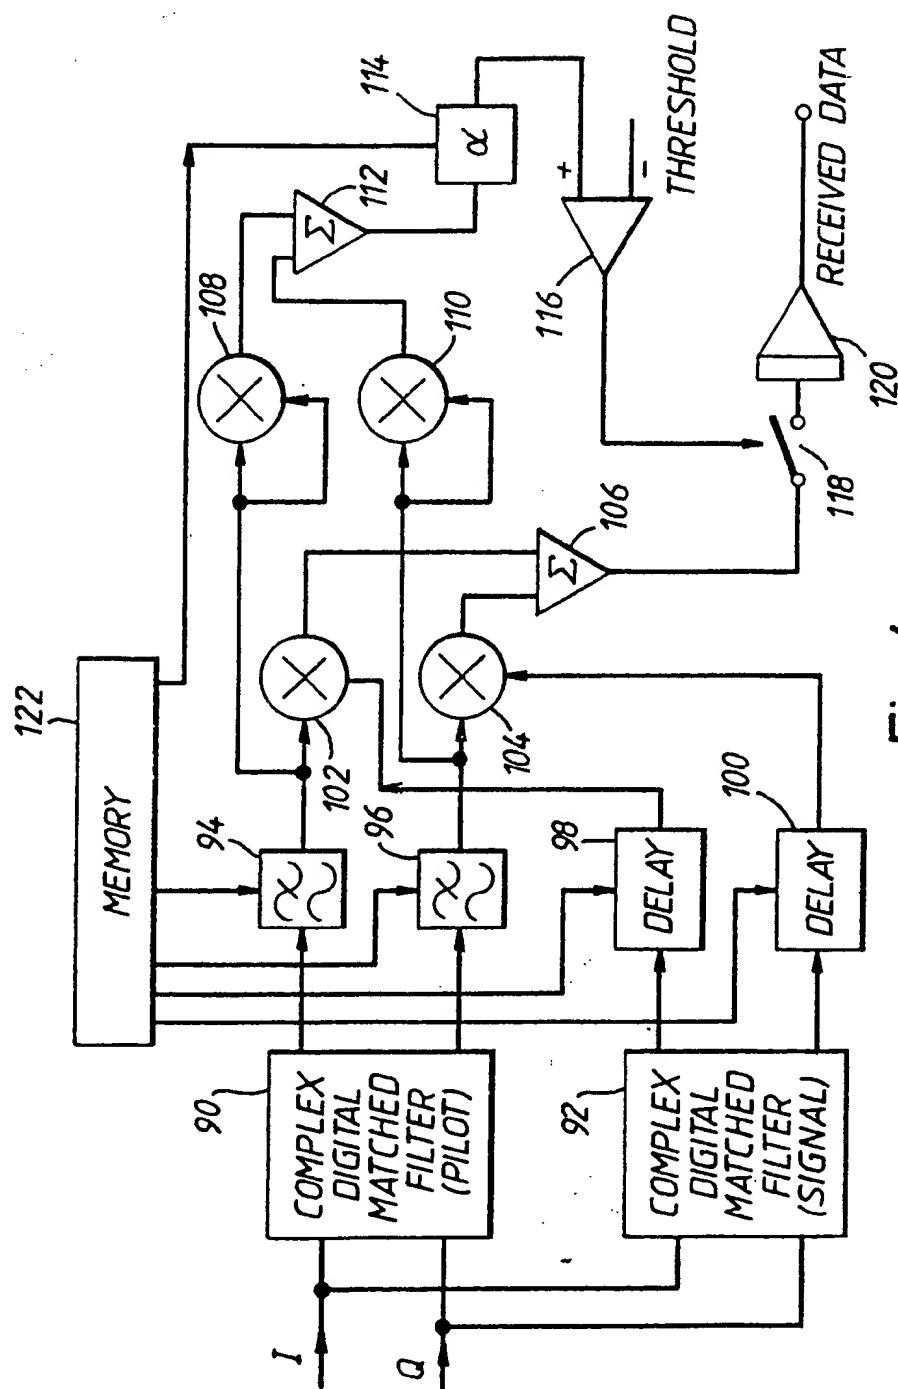 122
MEMORY
90
94
108
114
I
COMPLEX
DIGITAL
MATCHED
FILTER
(PILOT)
102
Σ
112
α
96
110
Q
104
+
-
THRESHOLD
116
98
106
Σ
92
DELAY
COMPLEX
DIGITAL
MATCHED
FILTER
(SIGNAL)
100
DELAY
118
120
RECEIVED DATA